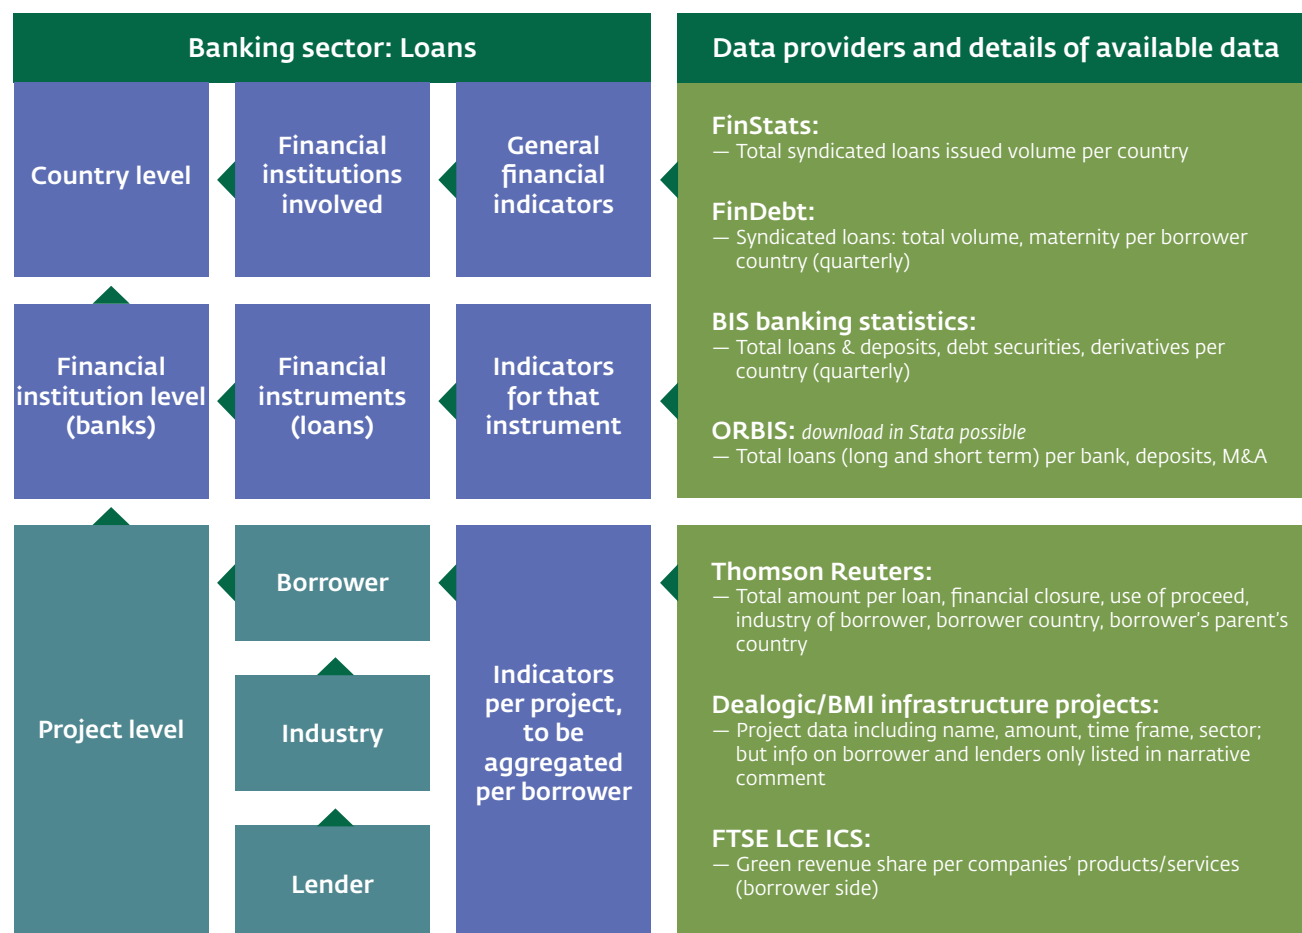 Banking sector: Loans
Data providers and details of available data
Country level
Financial
institutions
involved
General
financial
indicators
FinStats:
— Total syndicated loans issued volume per country
FinDebt:
— Syndicated loans: total volume, maternity per borrower
country (quarterly)
BIS banking statistics:
— Total loans & deposits, debt securities, derivatives per
country (quarterly)
ORBIS: download in Stata possible
— Total loans (long and short term) per bank, deposits, M&A
Financial
institution level
(banks)
Financial
instruments
(loans)
Indicators
for that
instrument
Project level
Borrower
Industry
Lender
Indicators
per project,
to be
aggregated
per borrower
Thomson Reuters:
— Total amount per loan, financial closure, use of proceed,
industry of borrower, borrower country, borrower's parent's
country
Dealogic/BMI infrastructure projects:
— Project data including name, amount, time frame, sector;
but info on borrower and lenders only listed in narrative
comment
FTSE LCE ICS:
— Green revenue share per companies' products/services
(borrower side)